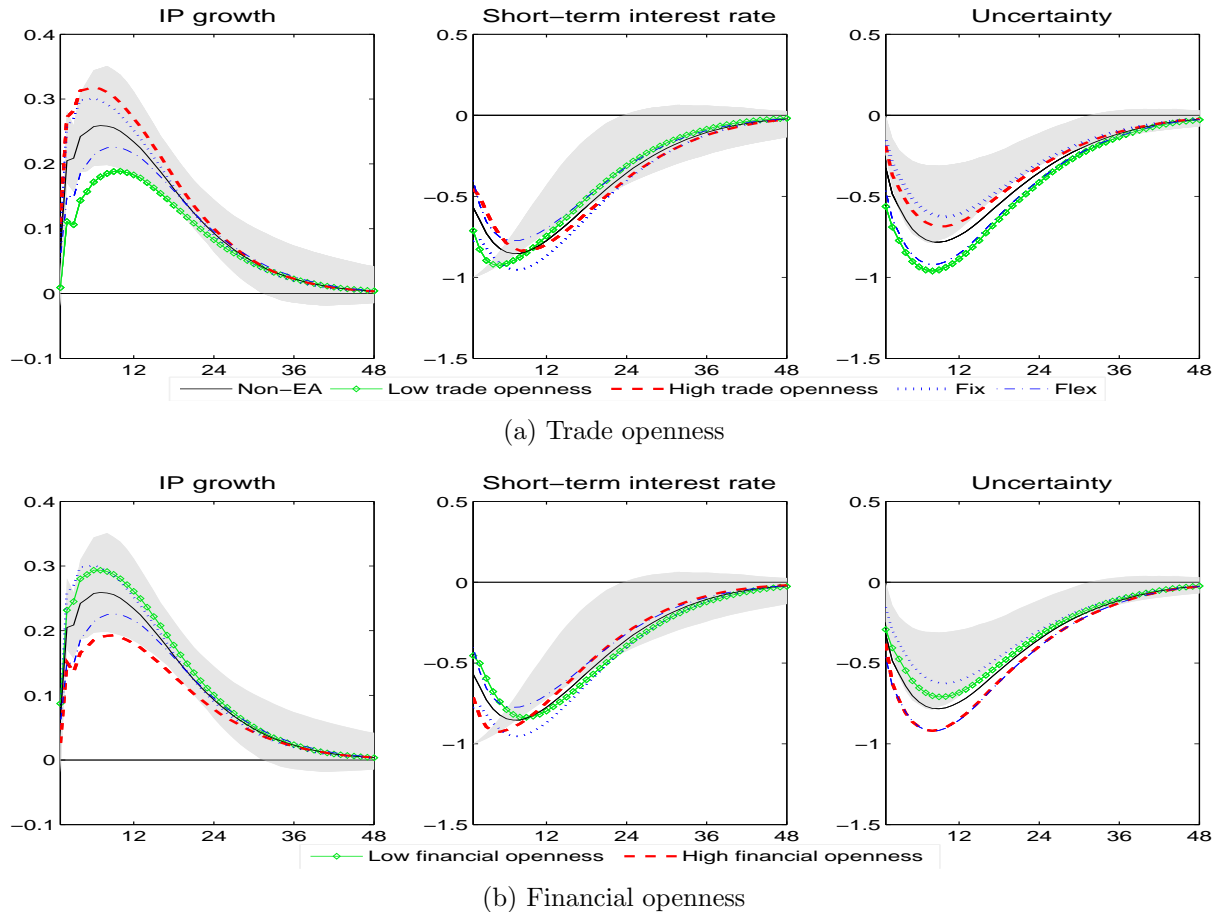 IP growth Short−term interest rate Uncertainty
0.4 0.5 0.5
0.3 0
0
0.2 −0.5 −0.5
0.1
−1 −1
0
−0.1 −1.5 −1.5
12 24 36 48 12 24 36 48 12 24 36 48
Non−EA Low trade openness High trade openness Fix Flex
(a) Trade openness
IP growth Short−term interest rate Uncertainty
0.4 0.5 0.5
0.3 0 0
0.2 −0.5 −0.5
0.1
−1 −1
0
−0.1 −1.5 −1.5
12 24 36 48 12 24 36 48 12 24 36 48
Low financial openness High financial openness
(b) Financial openness